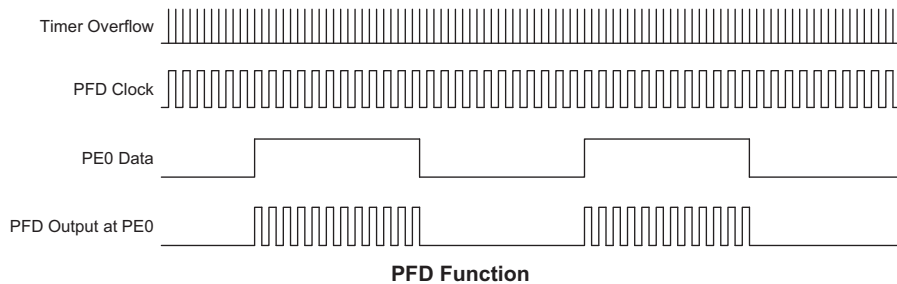 Timer Overflow
PFD Clock
PE0 Data
PFD Output at PE0
PFD Function